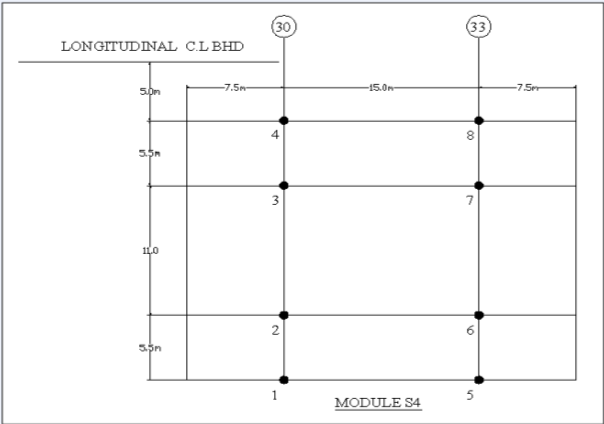 30 33
LONGITUDINAL C.L BHD
7.5m 15.0m 7.5m
5.0m
4 8
5.5m
3 7
11.0
2 6
5.5m
1 5
MODULE S4